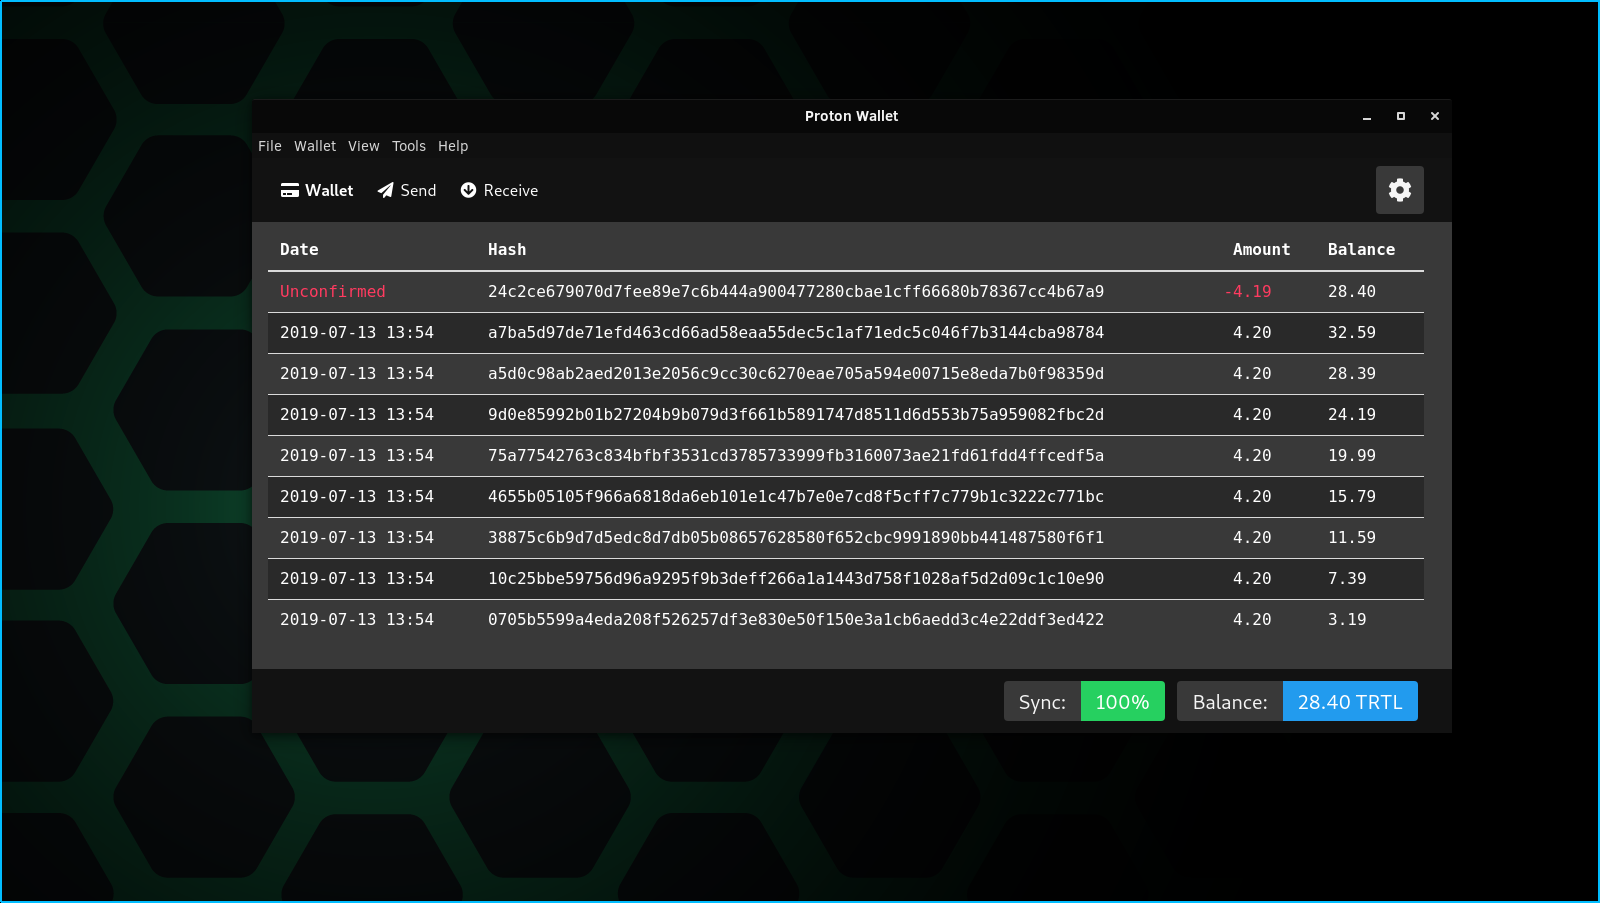 Proton Wallet
File Wallet View Tools Help
Wallet Send Receive
Date Hash Amount Balance
Unconfirmed 24c2ce679070d7fee89e7c6b444a900477280cbae1cff66680b78367cc4b67a9 -4.19 28.40
2019-07-13 13:54 a7ba5d97de71efd463cd66ad58eaa55dec5c1af71edc5c046f7b3144cba98784 4.20 32.59
2019-07-13 13:54 a5d0c98ab2aed2013e2056c9cc30c6270eae705a594e00715e8eda7b0f98359d 4.20 28.39
2019-07-13 13:54 9d0e85992b01b27204b9b079d3f661b5891747d8511d6d553b75a959082fbc2d 4.20 24.19
2019-07-13 13:54 75a77542763c834bfbf3531cd3785733999fb3160073ae21fd61fdd4ffcedf5a 4.20 19.99
2019-07-13 13:54 4655b05105f966a6818da6eb101e1c47b7e0e7cd8f5cff7c779b1c3222c771bc 4.20 15.79
2019-07-13 13:54 38875c6b9d7d5edc8d7db05b08657628580f652cbc9991890bb441487580f6f1 4.20 11.59
2019-07-13 13:54 10c25bbe59756d96a9295f9b3deff266a1a1443d758f1028af5d2d09c1c10e90 4.20 7.39
2019-07-13 13:54 0705b5599a4eda208f526257df3e830e50f150e3a1cb6aedd3c4e22ddf3ed422 4.20 3.19
Sync: 100% Balance: 28.40 TRTL